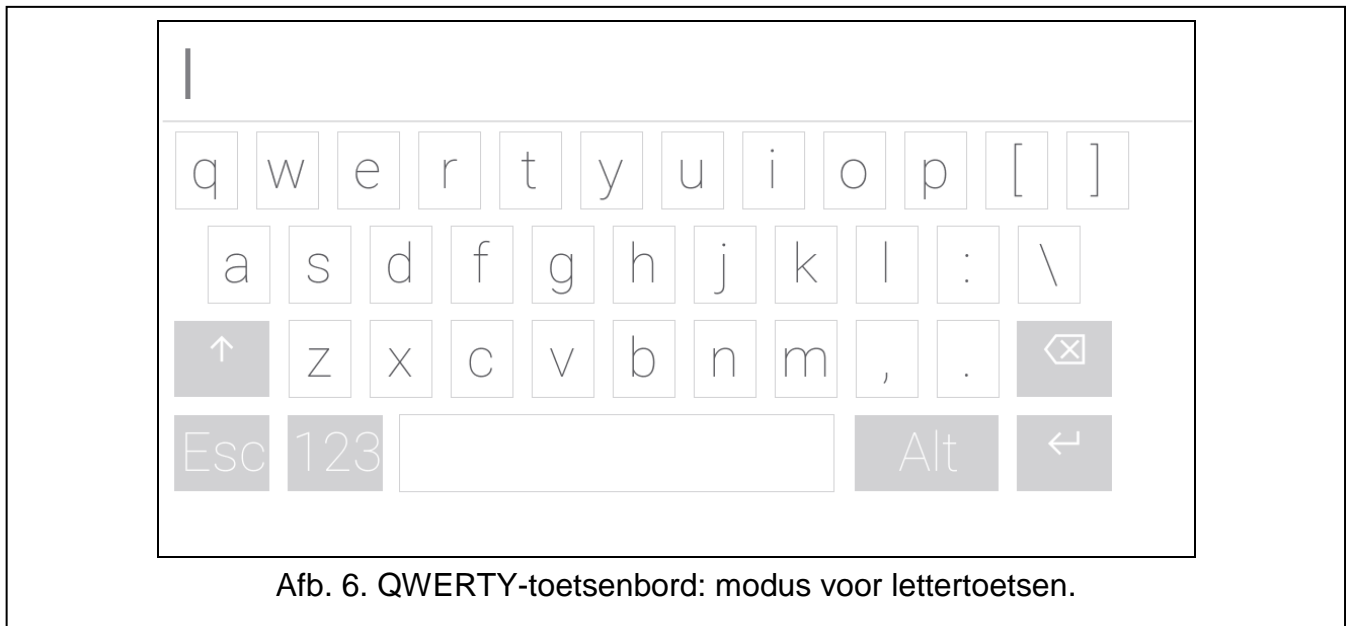 q w e r t y u i o p [ ]
a s d f g h j k l : \
↑ z x c v b n m , . ⌫
Esc 123 Alt ↵
Afb. 6. QWERTY-toetsenbord: modus voor lettertoetsen.